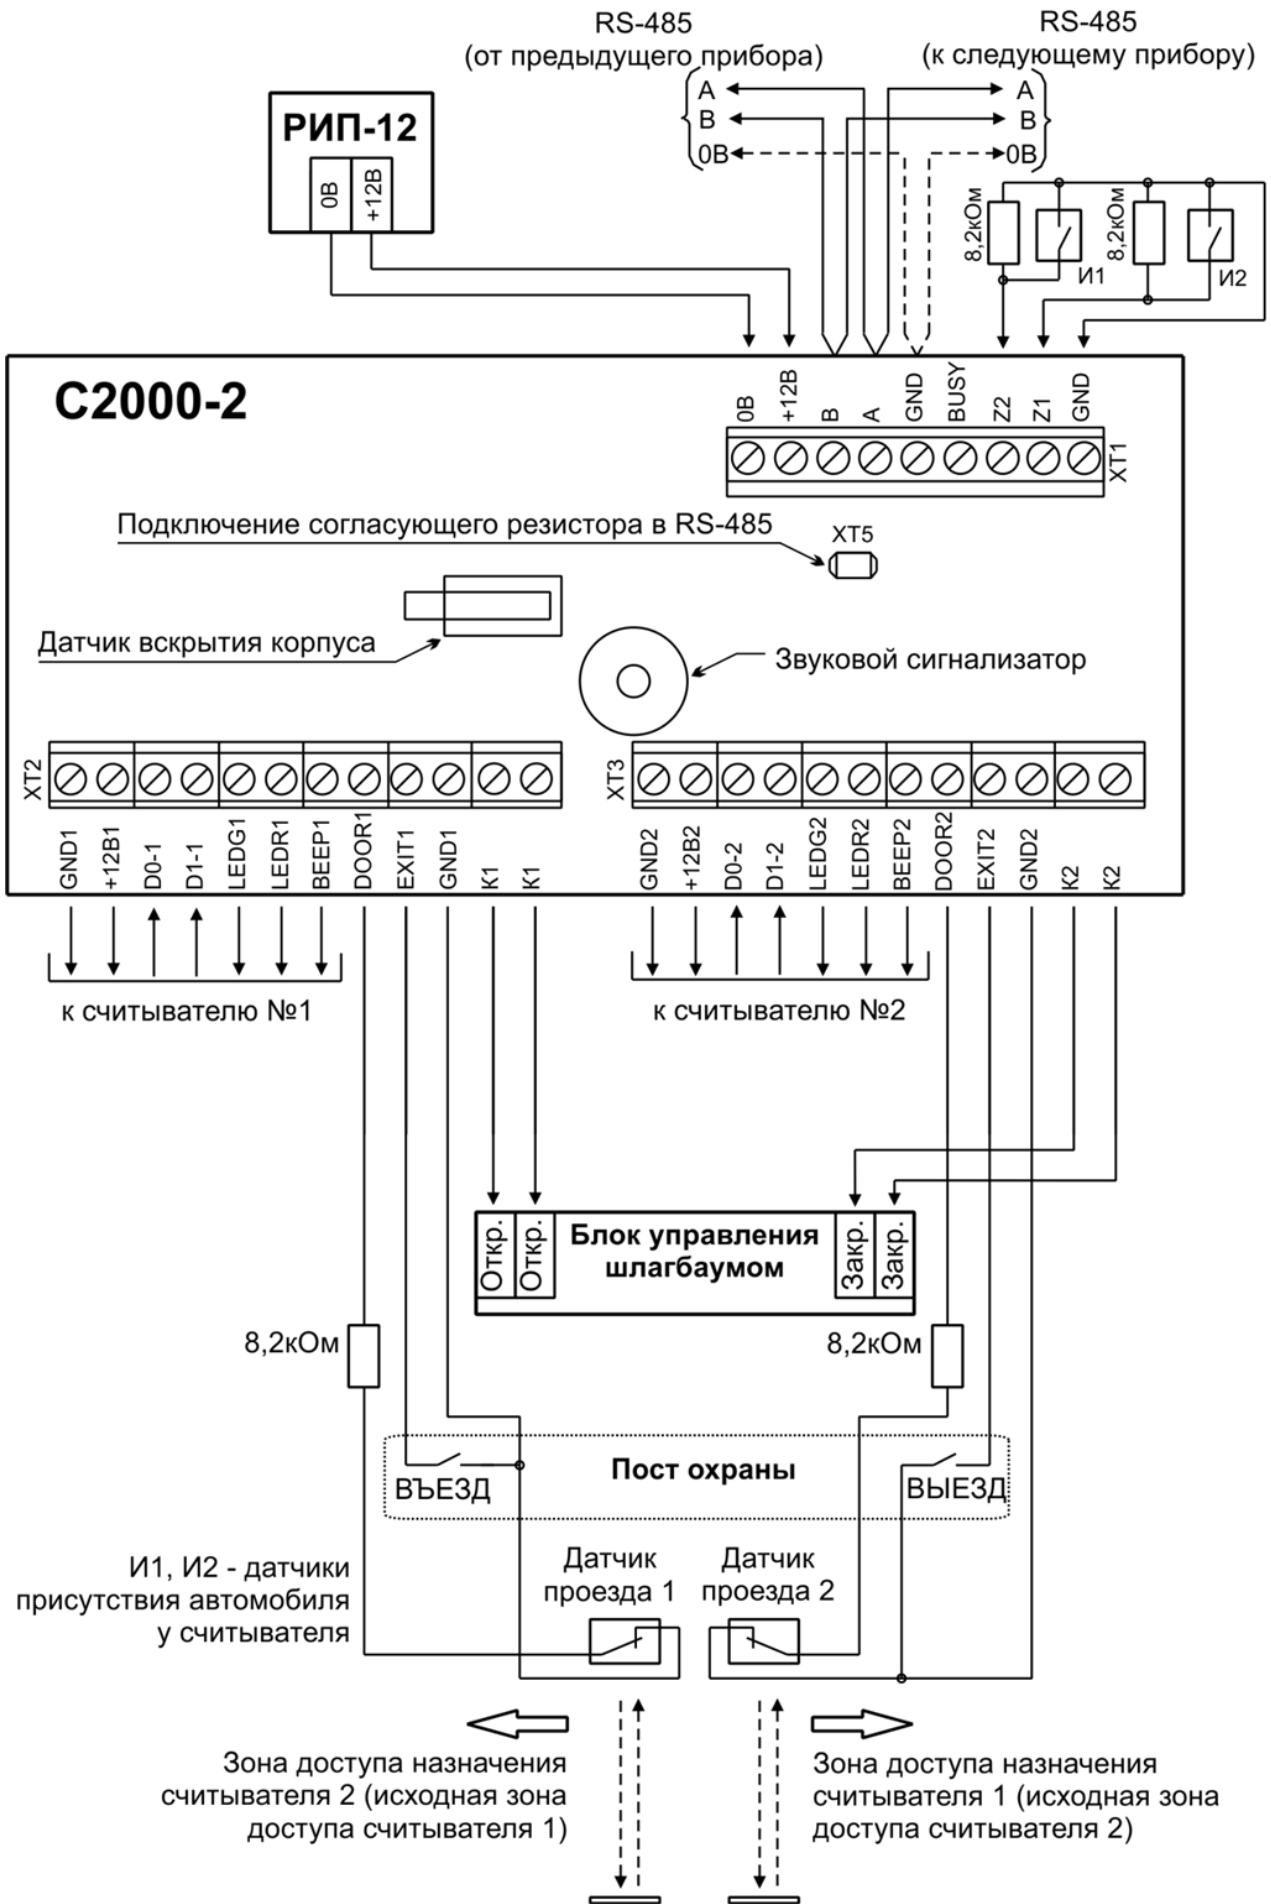 RS-485
(от предыдущего прибора)
RS-485
(к следующему прибору)
A
B
0В
A
B
0В
РИП-12
0В
+12В
8,2кОм
И1
8,2кОм
И2
С2000-2
0В
+12В
B
A
GND
BUSY
Z2
Z1
GND
XT1
Подключение согласующего резистора в RS-485
XT5
Датчик вскрытия корпуса
Звуковой сигнализатор
XT2
XT3
GND1
+12В1
D0-1
D1-1
LEDG1
LEDR1
BEEP1
DOOR1
EXIT1
GND1
К1
К1
GND2
+12В2
D0-2
D1-2
LEDG2
LEDR2
BEEP2
DOOR2
EXIT2
GND2
К2
К2
к считывателю №1
к считывателю №2
Откр.
Откр.
Блок управления
шлагбаумом
Закр.
Закр.
8,2кОм
8,2кОм
Пост охраны
ВЪЕЗД
ВЫЕЗД
И1, И2 - датчики
присутствия автомобиля
у считывателя
Датчик
проезда 1
Датчик
проезда 2
Зона доступа назначения
считывателя 2 (исходная зона
доступа считывателя 1)
Зона доступа назначения
считывателя 1 (исходная зона
доступа считывателя 2)